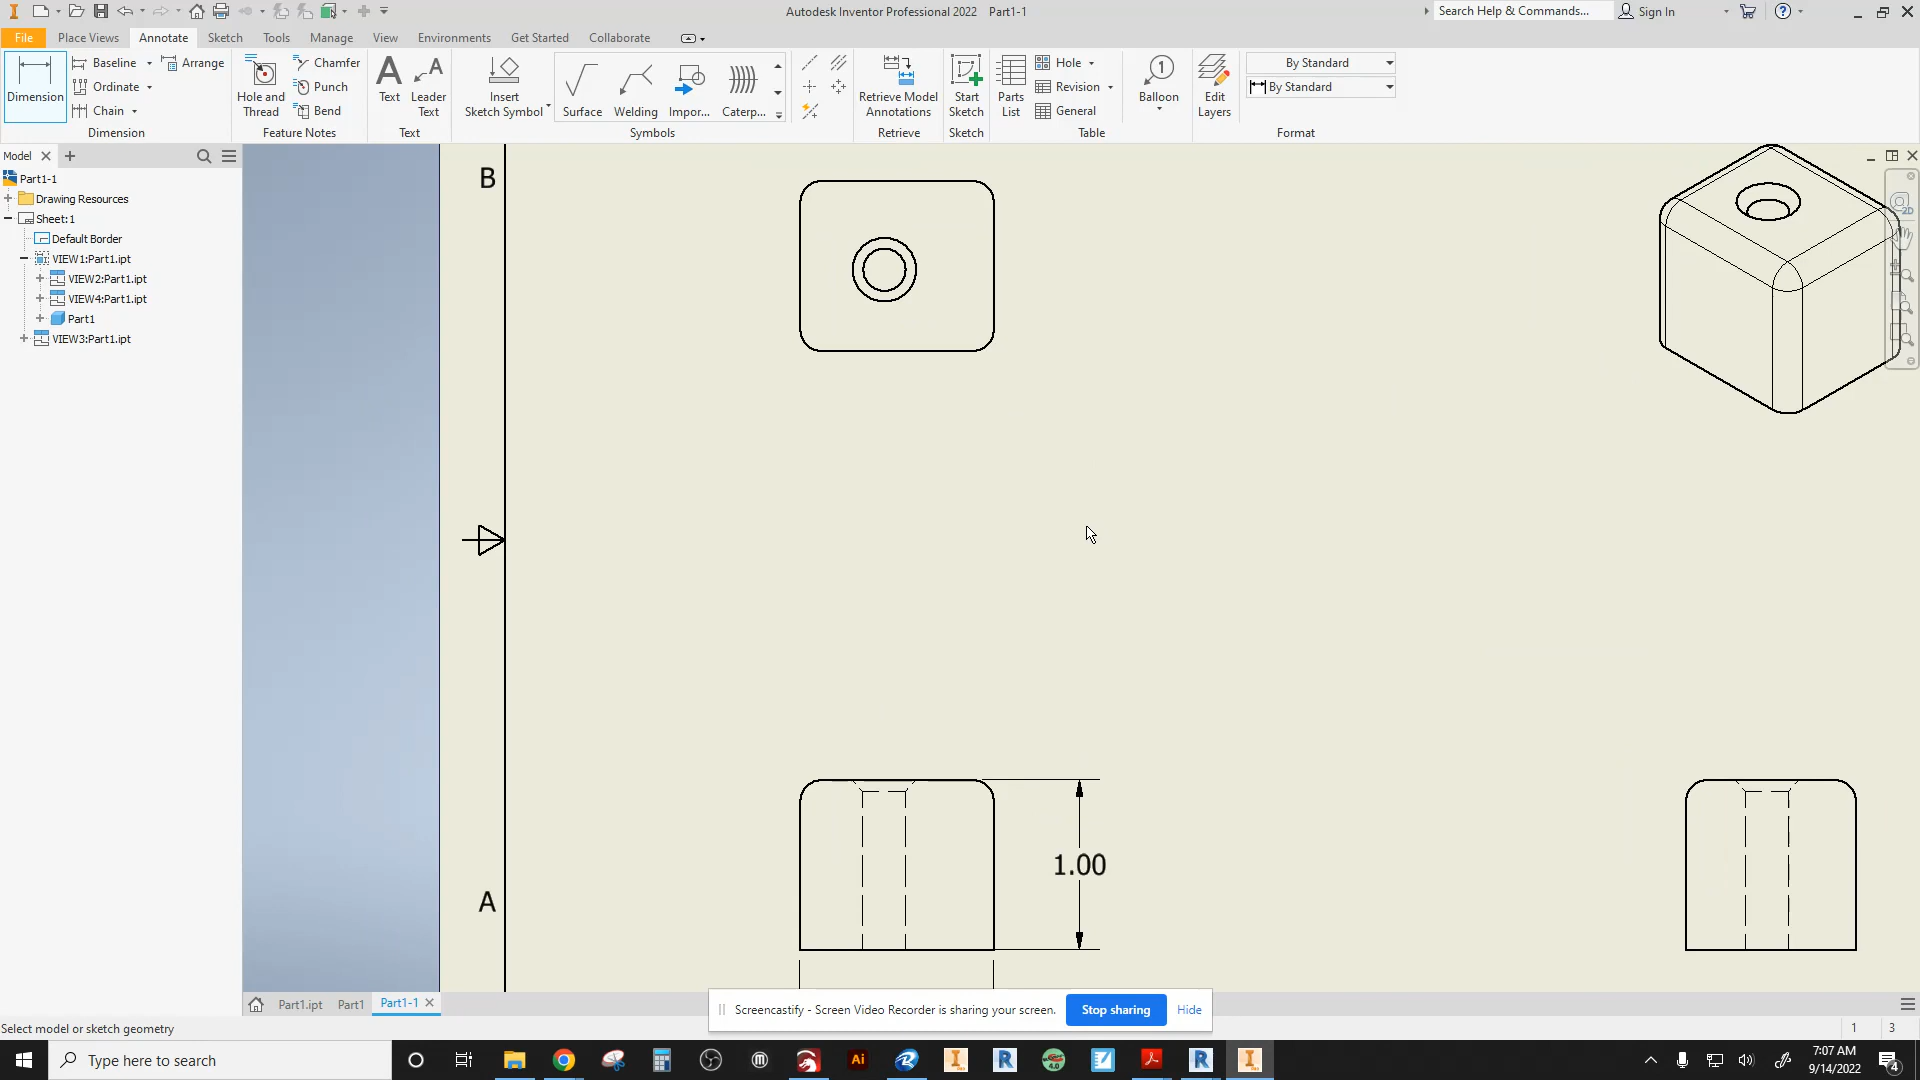 Autodesk Inventor Professional 2022 Part1-1
Search Help & Commands...
Sign In
File
Place Views
Annotate
Sketch
Tools
Manage
View
Environments
Get Started
Collaborate
Dimension
Baseline
Ordinate
Chain
Arrange
Dimension
Hole and
Thread
Chamfer
Punch
Bend
Feature Notes
Text
Leader
Text
Text
Insert
Sketch Symbol
Surface
Welding
Impor...
Caterp...
Symbols
Retrieve Model
Annotations
Retrieve
Start
Sketch
Sketch
Parts
List
Hole
Revision
General
Table
Balloon
1
Edit
Layers
By Standard
By Standard
Format
Model
Part1-1
Drawing Resources
Sheet:1
Default Border
VIEW1:Part1.ipt
VIEW2:Part1.ipt
VIEW4:Part1.ipt
Part1
VIEW3:Part1.ipt
B
A
1.00
2D
Part1.ipt
Part1
Part1-1
Screencastify - Screen Video Recorder is sharing your screen.
Stop sharing
Hide
Select model or sketch geometry
1
3
Type here to search
Ai
4.0
7:07 AM
9/14/2022
4